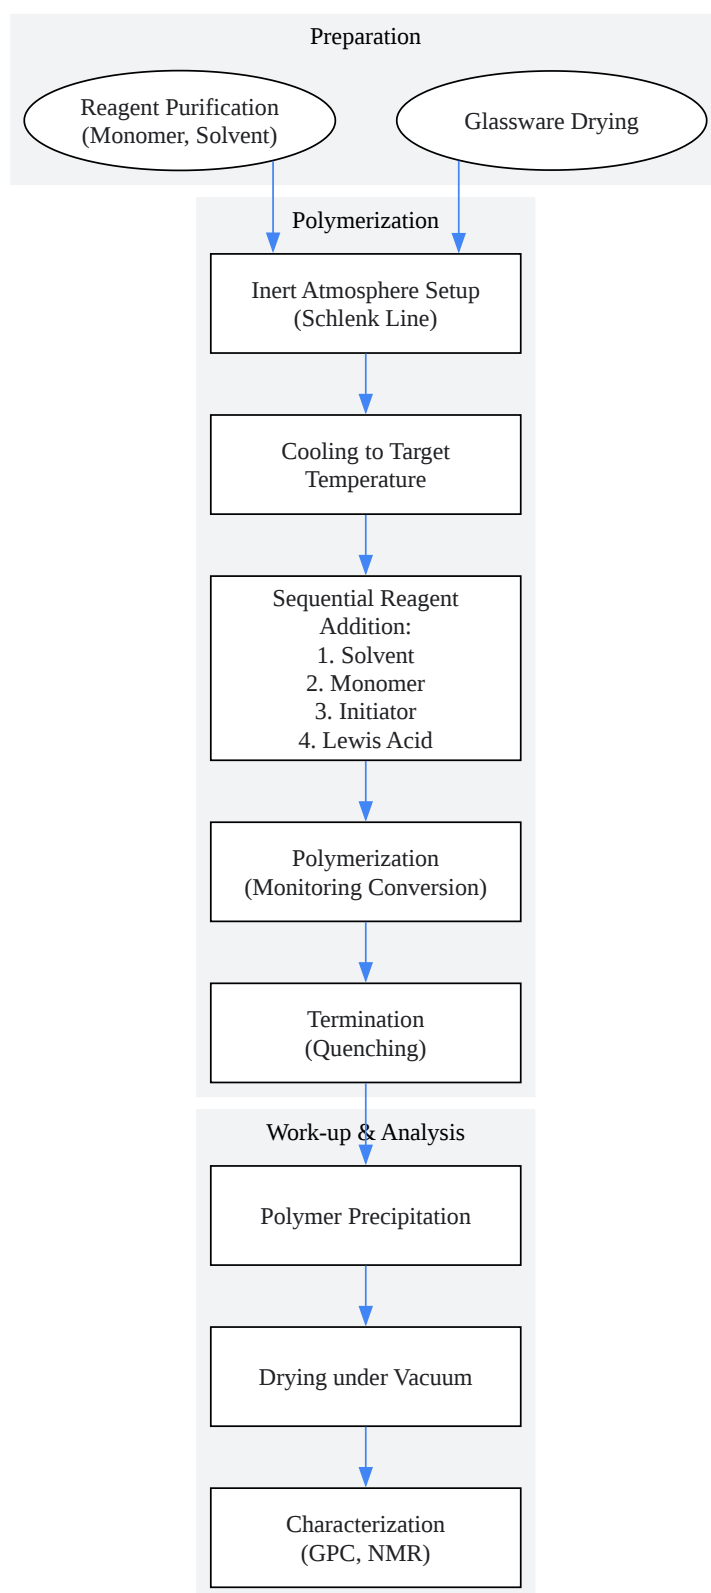 Preparation
Reagent Purification
(Monomer, Solvent)
Glassware Drying
Polymerization
Inert Atmosphere Setup
(Schlenk Line)
Cooling to Target
Temperature
Sequential Reagent
Addition:
1. Solvent
2. Monomer
3. Initiator
4. Lewis Acid
Polymerization
(Monitoring Conversion)
Termination
(Quenching)
Work-up & Analysis
Polymer Precipitation
Drying under Vacuum
Characterization
(GPC, NMR)